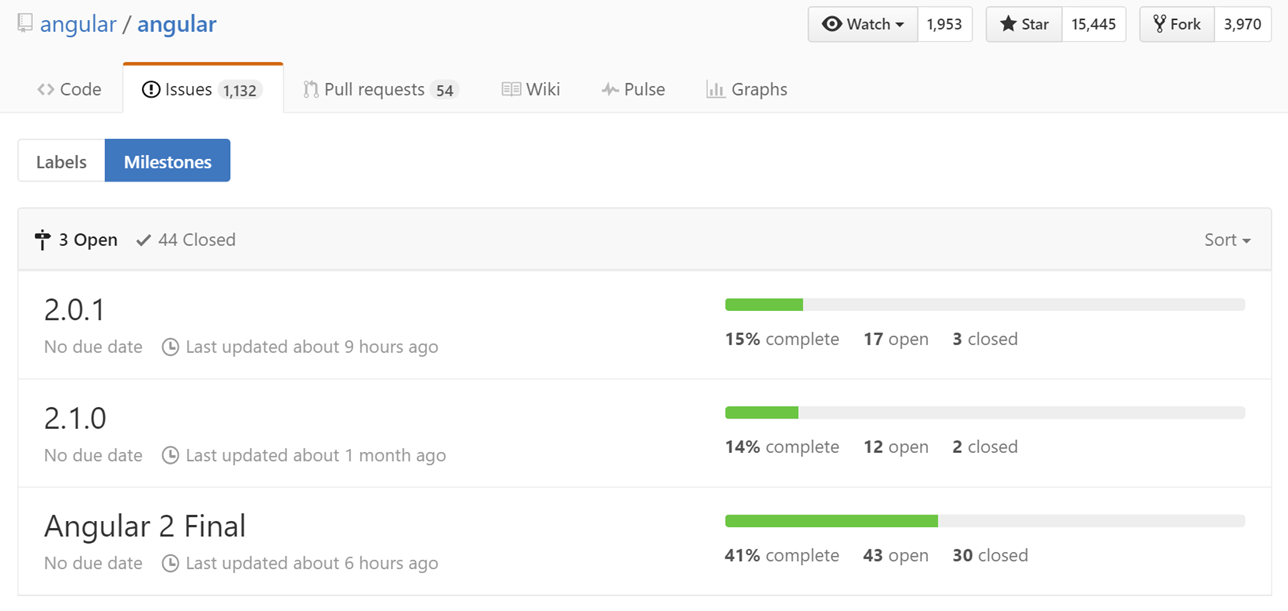 angular / angular Watch 1,953 Star 15,445 Fork 3,970
Code Issues 1,132 Pull requests 54 Wiki Pulse Graphs
Labels Milestones
3 Open 44 Closed Sort
2.0.1
No due date Last updated about 9 hours ago
15% complete 17 open 3 closed
2.1.0
No due date Last updated about 1 month ago
14% complete 12 open 2 closed
Angular 2 Final
No due date Last updated about 6 hours ago
41% complete 43 open 30 closed